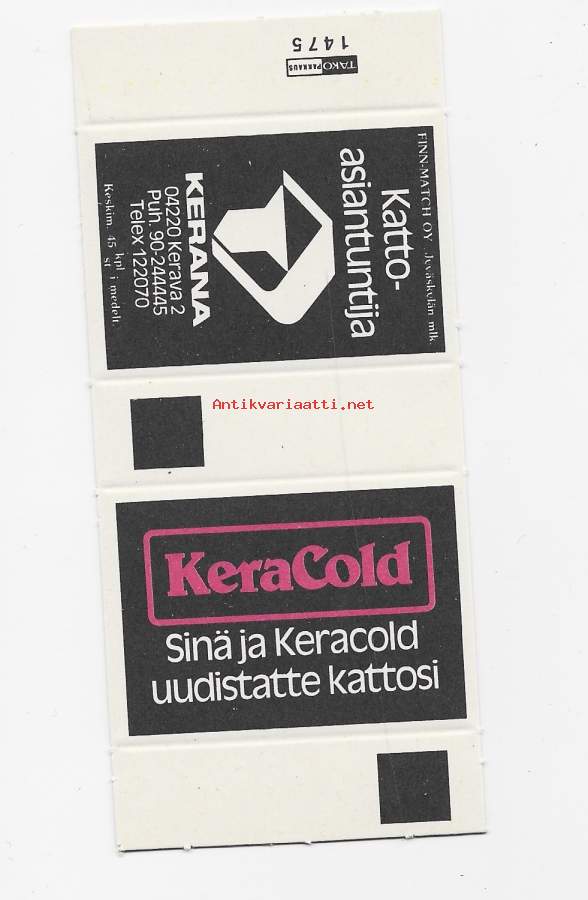 1475
TAKO PAKKAUS
FINN-MATCH OY. Jyväskylän mlk.
Katto-
asiantuntija
KERANA
04220 Kerava 2
Puh. 90-244445
Telex 122070
Keskim. 45 kpl
st i medelt.
Antikvariaatti.net
KeraCold
Sinä ja Keracold
uudistatte kattosi